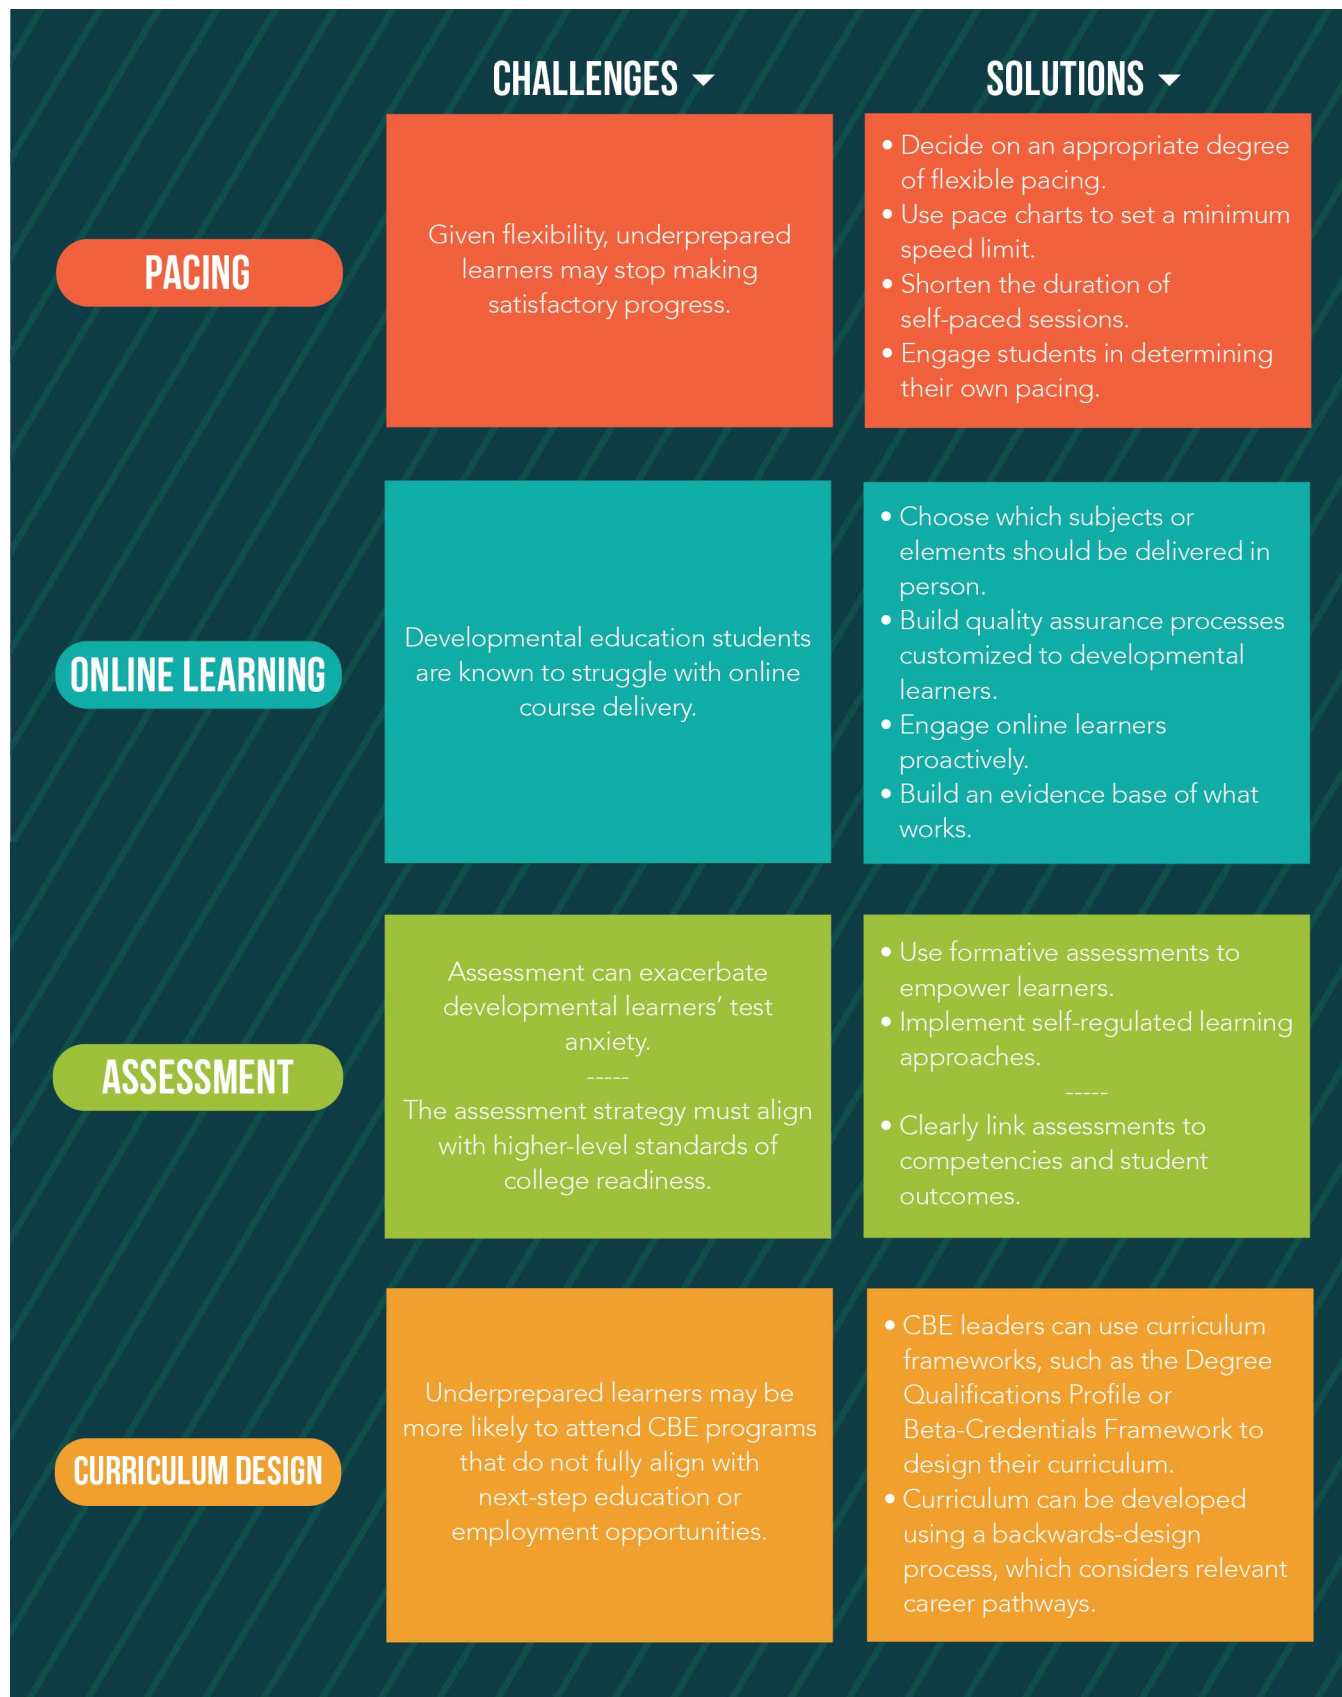 CHALLENGES
SOLUTIONS
PACING
Given flexibility, underprepared
learners may stop making
satisfactory progress.
• Decide on an appropriate degree
of flexible pacing.
• Use pace charts to set a minimum
speed limit.
• Shorten the duration of
self-paced sessions.
• Engage students in determining
their own pacing.
ONLINE LEARNING
Developmental education students
are known to struggle with online
course delivery.
• Choose which subjects or
elements should be delivered in
person.
• Build quality assurance processes
customized to developmental
learners.
• Engage online learners
proactively.
• Build an evidence base of what
works.
ASSESSMENT
Assessment can exacerbate
developmental learners’ test
anxiety.
-----
The assessment strategy must align
with higher-level standards of
college readiness.
• Use formative assessments to
empower learners.
• Implement self-regulated learning
approaches.
-----
• Clearly link assessments to
competencies and student
outcomes.
CURRICULUM DESIGN
Underprepared learners may be
more likely to attend CBE programs
that do not fully align with
next-step education or
employment opportunities.
• CBE leaders can use curriculum
frameworks, such as the Degree
Qualifications Profile or
Beta-Credentials Framework to
design their curriculum.
• Curriculum can be developed
using a backwards-design
process, which considers relevant
career pathways.